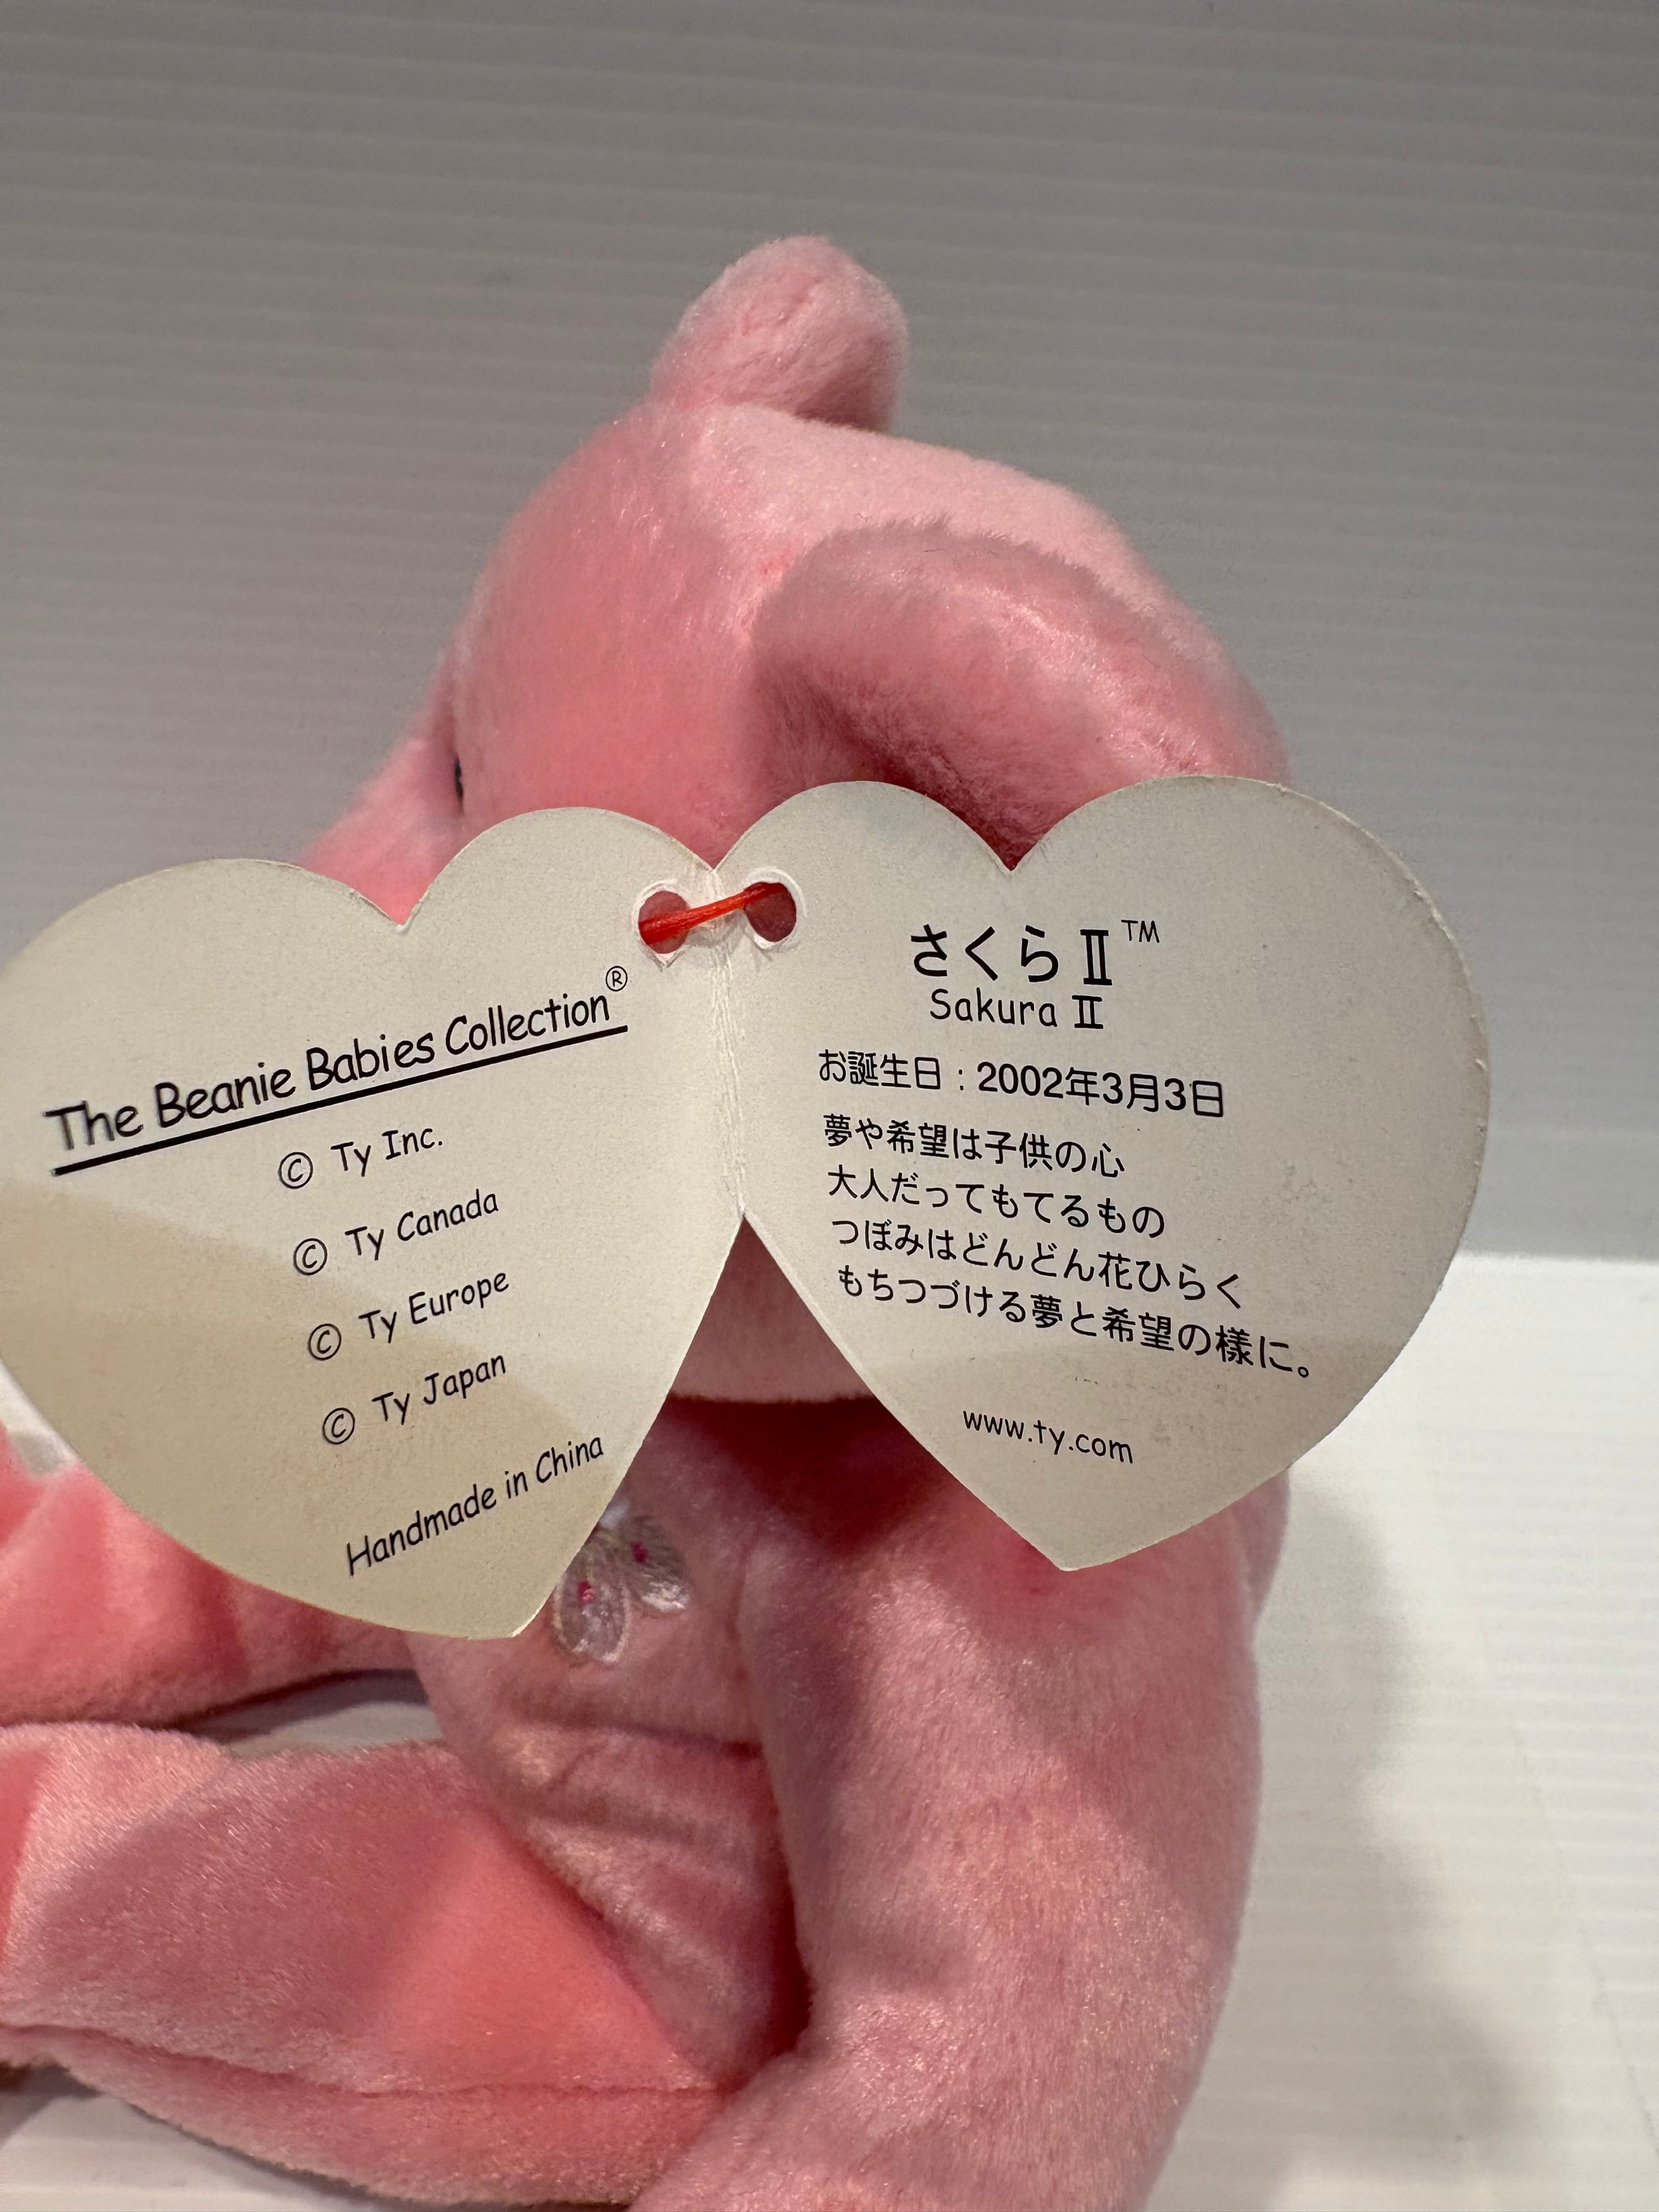 The Beanie Babies Collection®
© Ty Inc.
© Ty Canada
© Ty Europe
© Ty Japan
Handmade in China
さくらⅡ™
Sakura Ⅱ
お誕生日：2002年3月3日
夢や希望は子供の心
大人だってもてるもの
つぼみはどんどん花ひらく
もちつづける夢と希望の様に。
www.ty.com